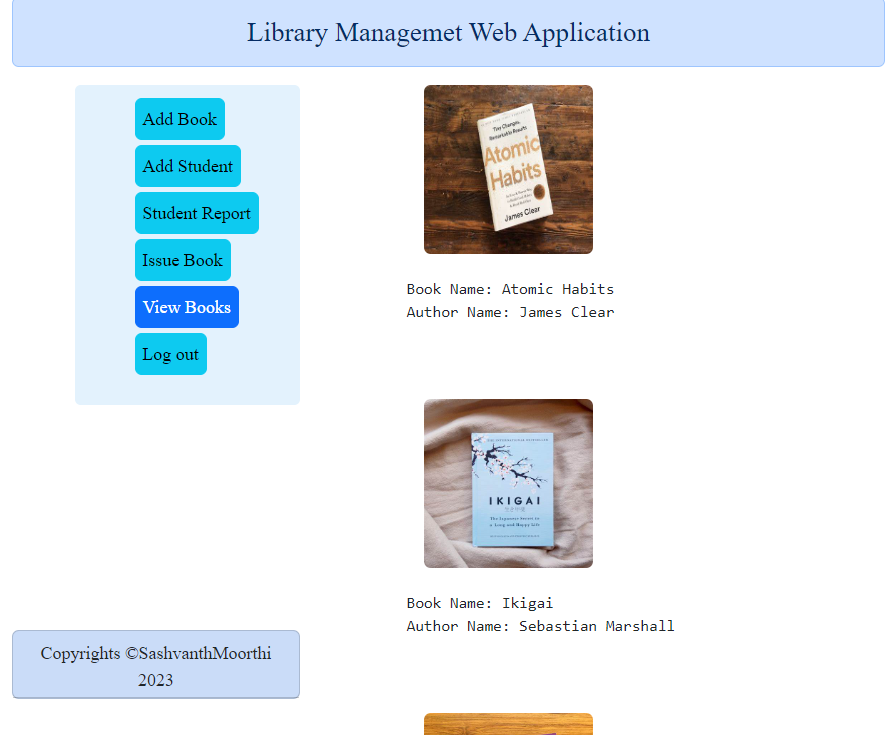 Library Managemet Web Application
Add Book
Add Student
Student Report
Issue Book
View Books
Log out
Tiny Changes,
Remarkable Results
Atomic
Habits
James Clear
Book Name: Atomic Habits
Author Name: James Clear
IKIGAI
The Japanese Secret to
a Long and Happy Life
Book Name: Ikigai
Author Name: Sebastian Marshall
Copyrights ©SashvanthMoorthi
2023